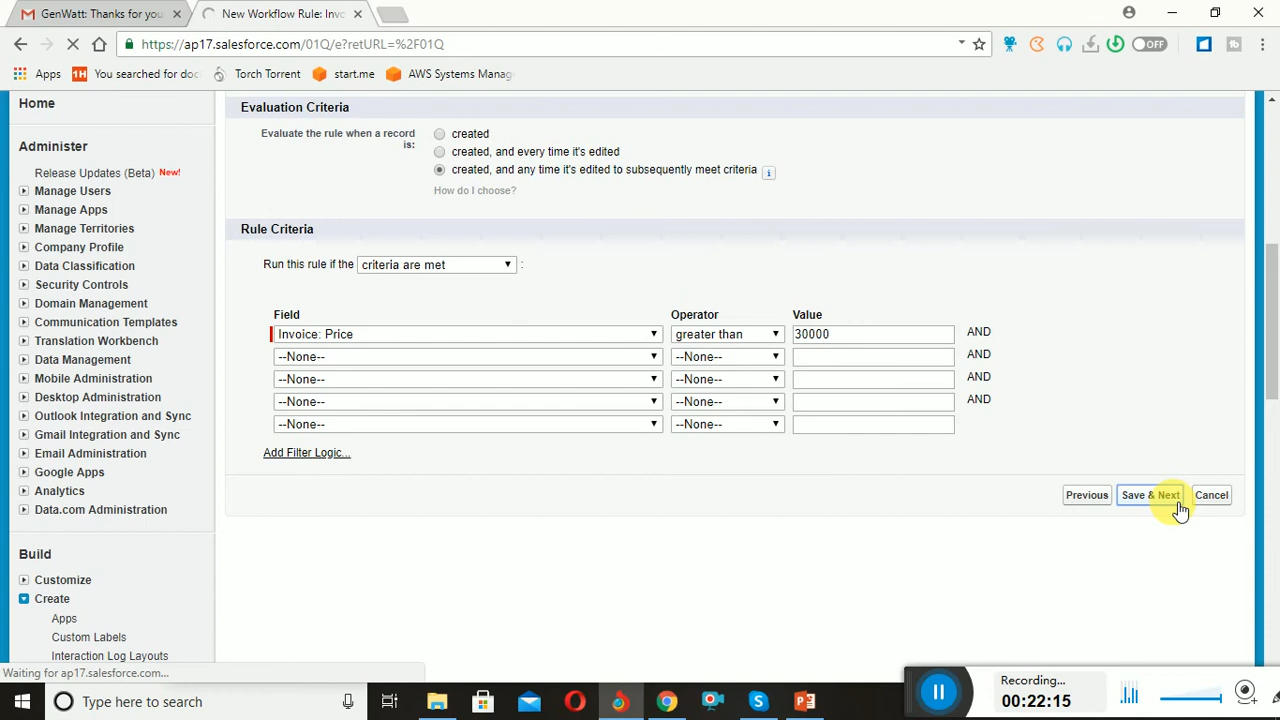 GenWatt: Thanks for you
New Workflow Rule: Invo
https://ap17.salesforce.com/01Q/e?retURL=%2F01Q
OFF
Apps
You searched for doc
Torch Torrent
start.me
AWS Systems Manag
Home
Administer
Release Updates (Beta) New!
Manage Users
Manage Apps
Manage Territories
Company Profile
Data Classification
Security Controls
Domain Management
Communication Templates
Translation Workbench
Data Management
Mobile Administration
Desktop Administration
Outlook Integration and Sync
Gmail Integration and Sync
Email Administration
Google Apps
Analytics
Data.com Administration
Build
Customize
Create
Apps
Custom Labels
Interaction Log Layouts
Evaluation Criteria
Evaluate the rule when a record
is:
created
created, and every time it's edited
created, and any time it's edited to subsequently meet criteria
How do I choose?
Rule Criteria
Run this rule if the criteria are met :
Field Operator Value
Invoice: Price greater than 30000 AND
--None-- --None-- AND
--None-- --None-- AND
--None-- --None-- AND
--None-- --None--
Add Filter Logic...
Previous Save & Next Cancel
Waiting for ap17.salesforce.com...
Type here to search
Recording...
00:22:15